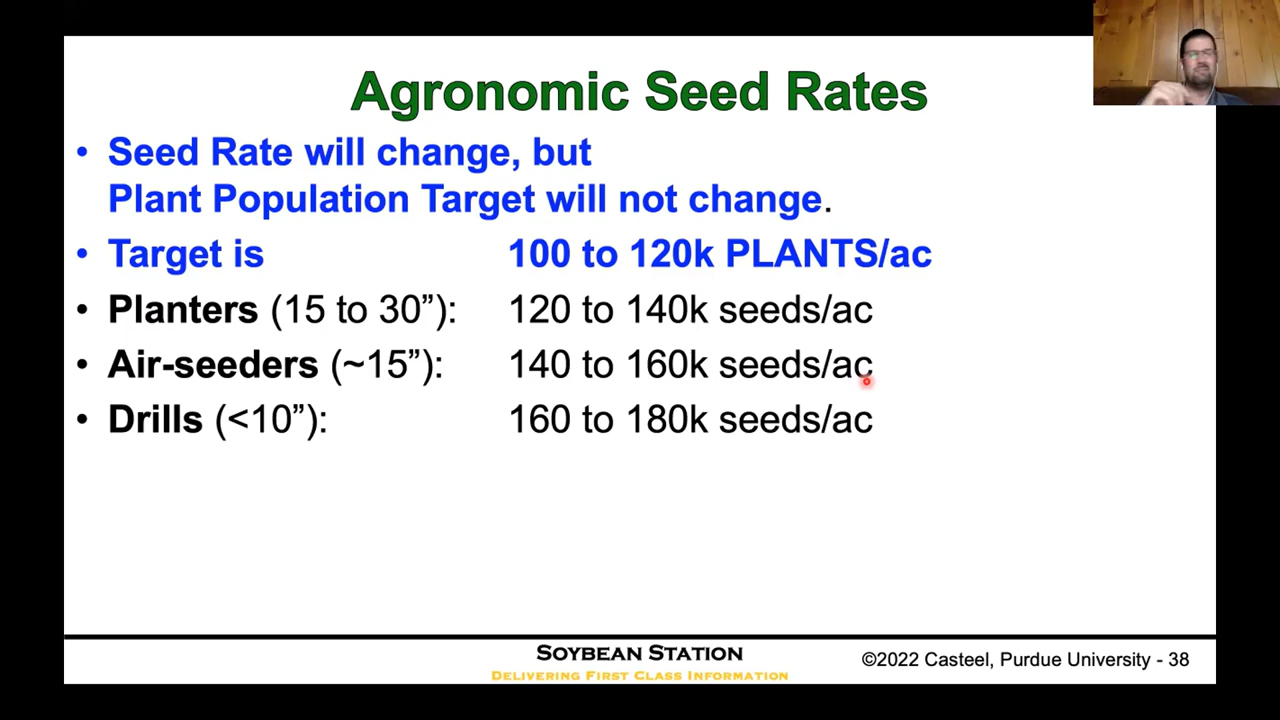 Agronomic Seed Rates
• Seed Rate will change, but
Plant Population Target will not change.
• Target is 100 to 120k PLANTS/ac
• Planters (15 to 30”): 120 to 140k seeds/ac
• Air-seeders (~15”): 140 to 160k seeds/ac
• Drills (<10”): 160 to 180k seeds/ac
SOYBEAN STATION
DELIVERING FIRST CLASS INFORMATION
©2022 Casteel, Purdue University - 38